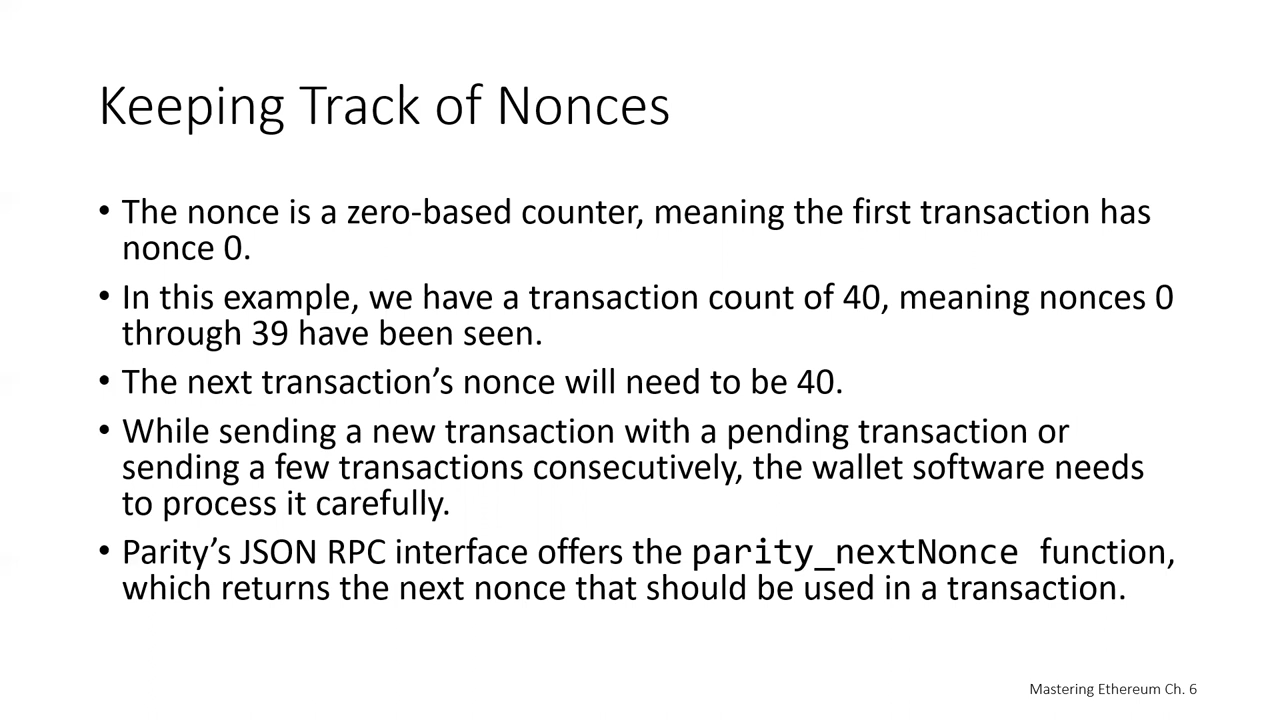 Keeping Track of Nonces
• The nonce is a zero-based counter, meaning the first transaction has
nonce 0.
• In this example, we have a transaction count of 40, meaning nonces 0
through 39 have been seen.
• The next transaction’s nonce will need to be 40.
• While sending a new transaction with a pending transaction or
sending a few transactions consecutively, the wallet software needs
to process it carefully.
• Parity’s JSON RPC interface offers the parity_nextNonce function,
which returns the next nonce that should be used in a transaction.
Mastering Ethereum Ch. 6